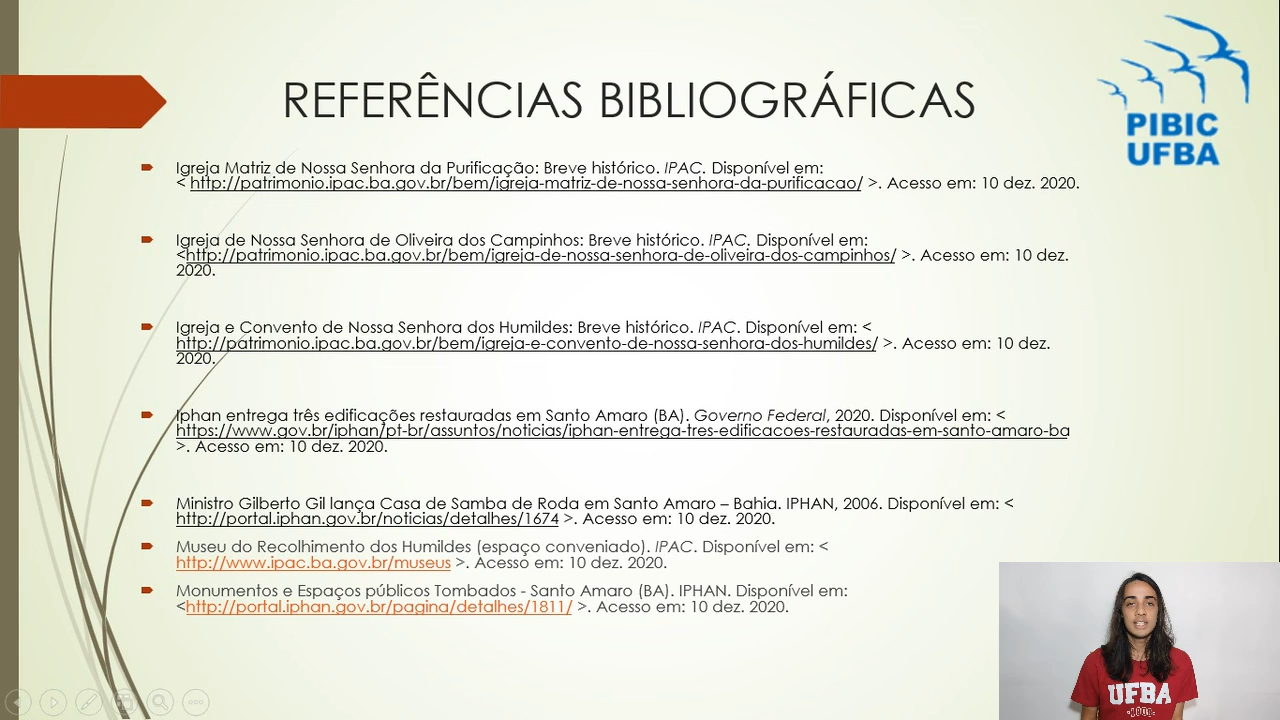 REFERÊNCIAS BIBLIOGRÁFICAS
PIBIC
UFBA
Igreja Matriz de Nossa Senhora da Purificação: Breve histórico. IPAC. Disponível em:
< http://patrimonio.ipac.ba.gov.br/bem/igreja-matriz-de-nossa-senhora-da-purificacao/ >. Acesso em: 10 dez. 2020.
Igreja de Nossa Senhora de Oliveira dos Campinhos: Breve histórico. IPAC. Disponível em:
<http://patrimonio.ipac.ba.gov.br/bem/igreja-de-nossa-senhora-de-oliveira-dos-campinhos/ >. Acesso em: 10 dez.
2020.
Igreja e Convento de Nossa Senhora dos Humildes: Breve histórico. IPAC. Disponível em: <
http://patrimonio.ipac.ba.gov.br/bem/igreja-e-convento-de-nossa-senhora-dos-humildes/ >. Acesso em: 10 dez.
2020.
Iphan entrega três edificações restauradas em Santo Amaro (BA). Governo Federal, 2020. Disponível em: <
https://www.gov.br/iphan/pt-br/assuntos/noticias/iphan-entrega-tres-edificacoes-restauradas-em-santo-amaro-ba
>. Acesso em: 10 dez. 2020.
Ministro Gilberto Gil lança Casa de Samba de Roda em Santo Amaro – Bahia. IPHAN, 2006. Disponível em: <
http://portal.iphan.gov.br/noticias/detalhes/1674 >. Acesso em: 10 dez. 2020.
Museu do Recolhimento dos Humildes (espaço conveniado). IPAC. Disponível em: <
http://www.ipac.ba.gov.br/museus >. Acesso em: 10 dez. 2020.
Monumentos e Espaços públicos Tombados - Santo Amaro (BA). IPHAN. Disponível em:
<http://portal.iphan.gov.br/pagina/detalhes/1811/ >. Acesso em: 10 dez. 2020.
UFBA